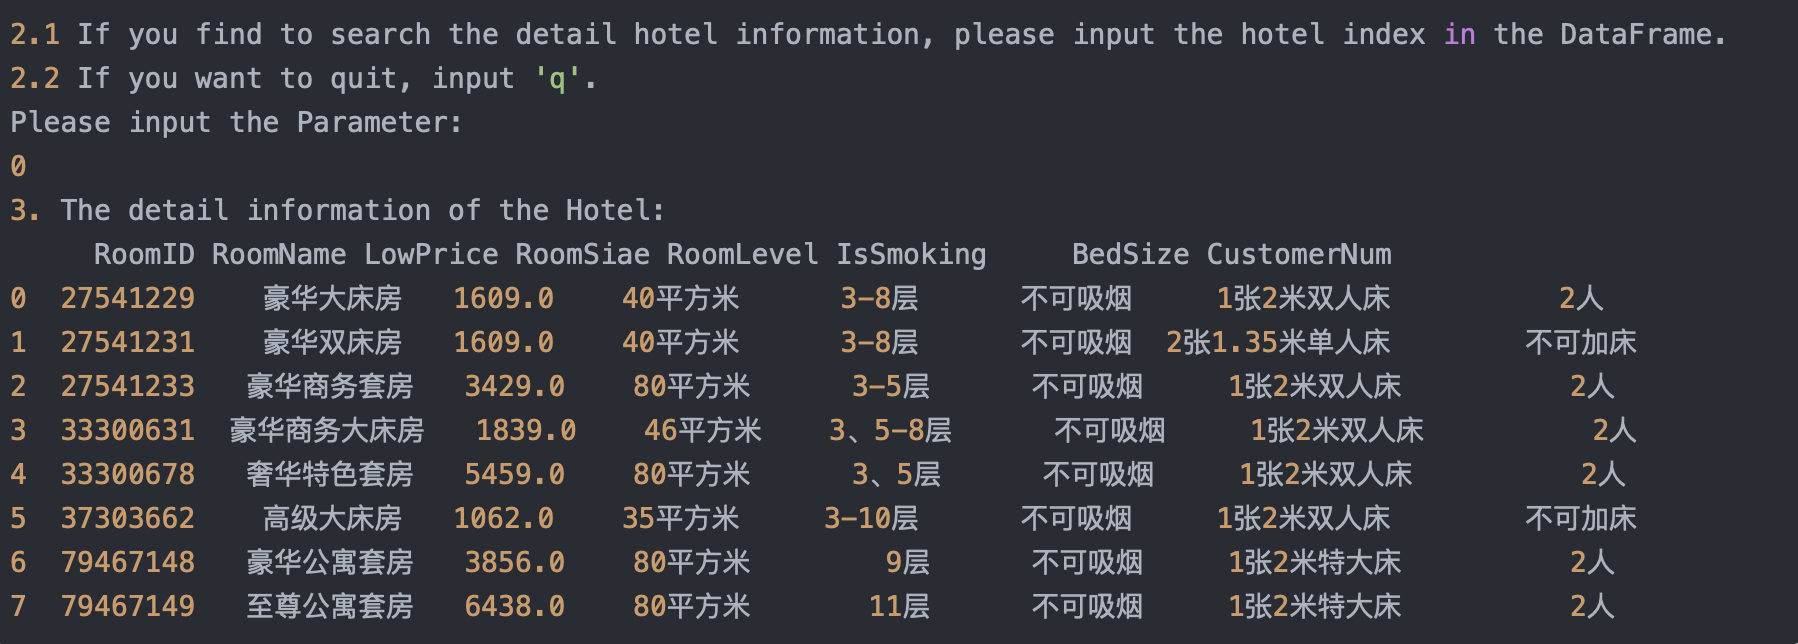 2.1 If you find to search the detail hotel information, please input the hotel index in the DataFrame.
2.2 If you want to quit, input 'q'.
Please input the Parameter:
0
3. The detail information of the Hotel:
RoomID RoomName LowPrice RoomSiae RoomLevel IsSmoking BedSize CustomerNum
0 27541229 豪华大床房 1609.0 40平方米 3-8层 不可吸烟 1张2米双人床 2人
1 27541231 豪华双床房 1609.0 40平方米 3-8层 不可吸烟 2张1.35米单人床 不可加床
2 27541233 豪华商务套房 3429.0 80平方米 3-5层 不可吸烟 1张2米双人床 2人
3 33300631 豪华商务大床房 1839.0 46平方米 3、5-8层 不可吸烟 1张2米双人床 2人
4 33300678 奢华特色套房 5459.0 80平方米 3、5层 不可吸烟 1张2米双人床 2人
5 37303662 高级大床房 1062.0 35平方米 3-10层 不可吸烟 1张2米双人床 不可加床
6 79467148 豪华公寓套房 3856.0 80平方米 9层 不可吸烟 1张2米特大床 2人
7 79467149 至尊公寓套房 6438.0 80平方米 11层 不可吸烟 1张2米特大床 2人